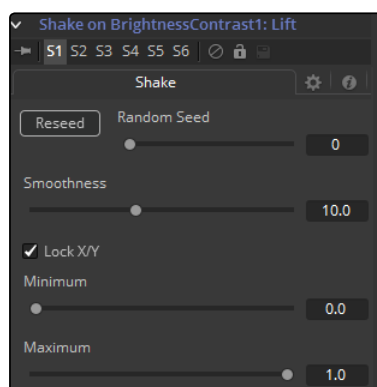 Shake on BrightnessContrast1: Lift
S1 S2 S3 S4 S5 S6
Shake
Reseed Random Seed
0
Smoothness
10.0
Lock X/Y
Minimum
0.0
Maximum
1.0